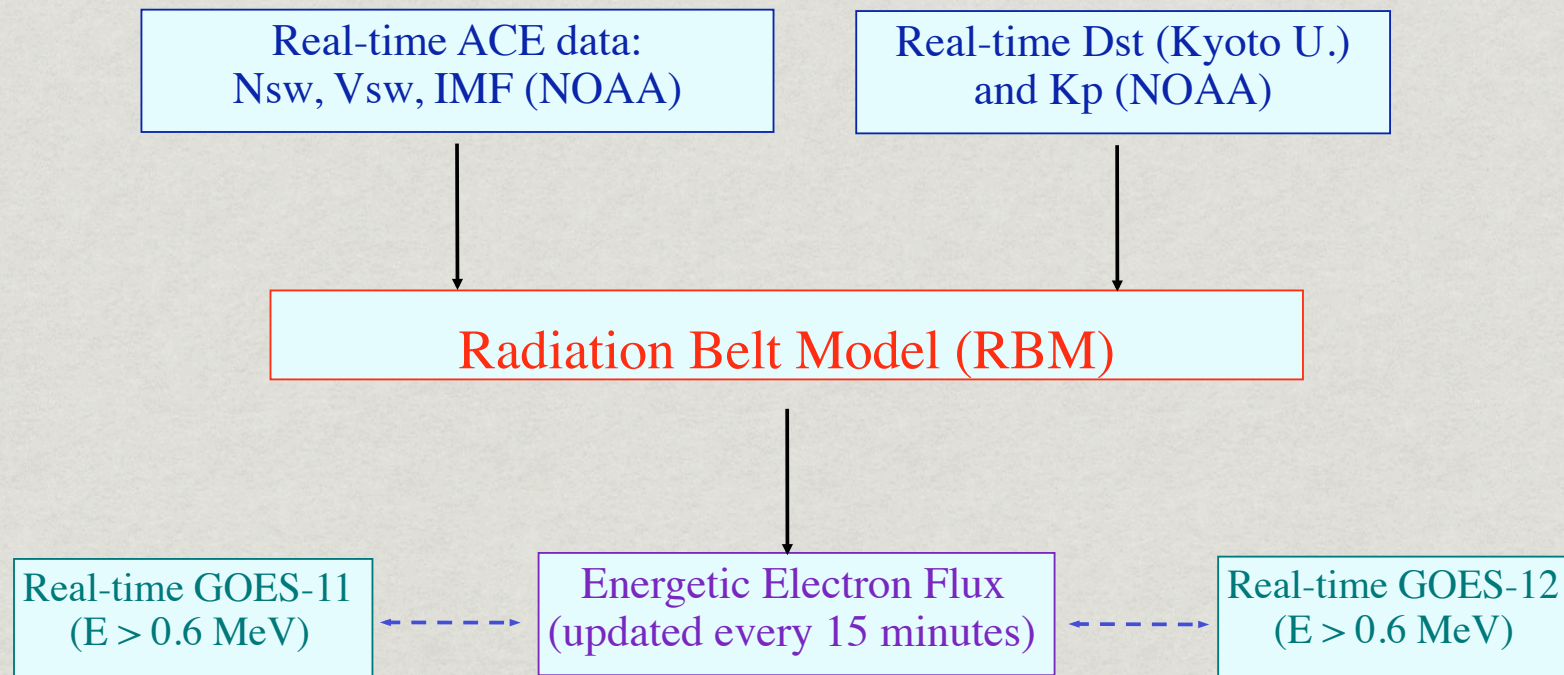 Real-time ACE data:
Nsw, Vsw, IMF (NOAA)
Real-time Dst (Kyoto U.)
and Kp (NOAA)
Radiation Belt Model (RBM)
Real-time GOES-11
(E > 0.6 MeV)
Energetic Electron Flux
(updated every 15 minutes)
Real-time GOES-12
(E > 0.6 MeV)